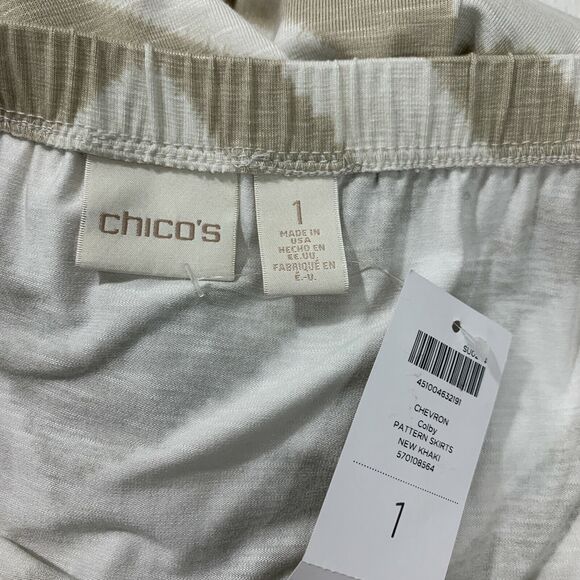 chico's
1
MADE IN
USA
HECHO EN
EE.UU.
FABRIQUÉ EN
É.-U.
451004632191
CHEVRON
Colby
PATTERN SKIRTS
NEW KHAKI
570108564
1